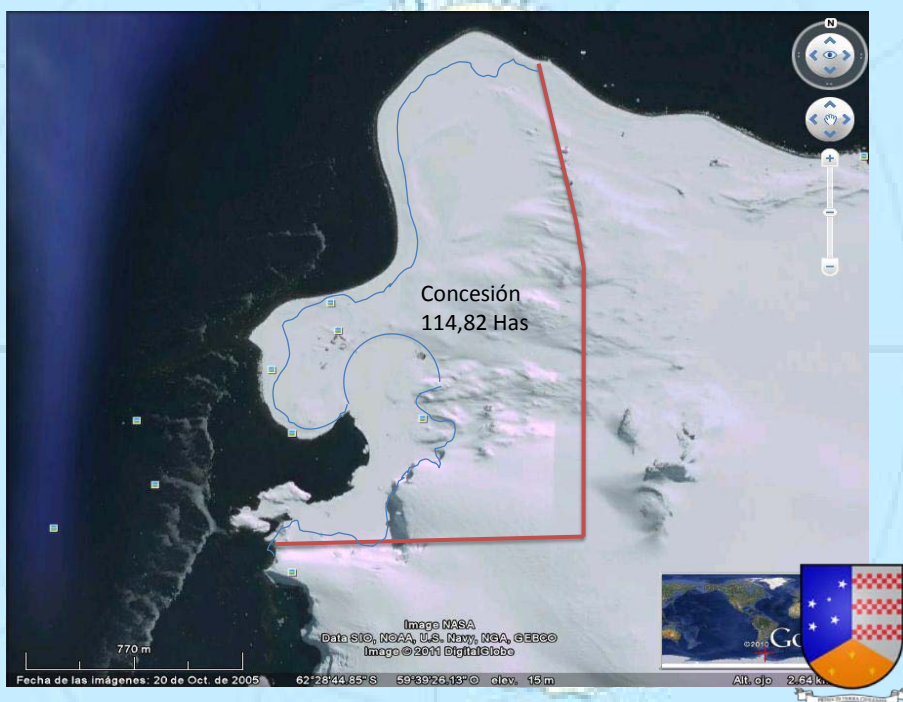 N
Concesión
114,82 Has
Image NASA
Data SIO, NOAA, U.S. Navy, NGA, GEBCO
Image © 2011 DigitalGlobe
©2010
770 m
Fecha de las imágenes: 20 de Oct. de 2005 62°28'44.85" S 59°39'26.13" O elev. 15 m Alt. ojo 2.64